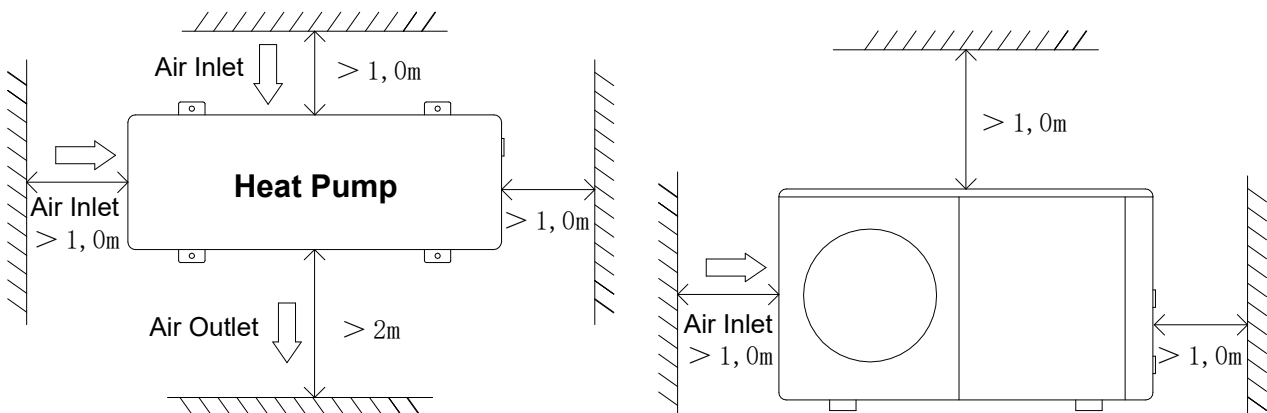 Air Inlet
> 1,0m
Heat Pump
Air Inlet
> 1,0m
> 1,0m
Air Outlet
> 2m
> 1,0m
Air Inlet
> 1,0m
> 1,0m